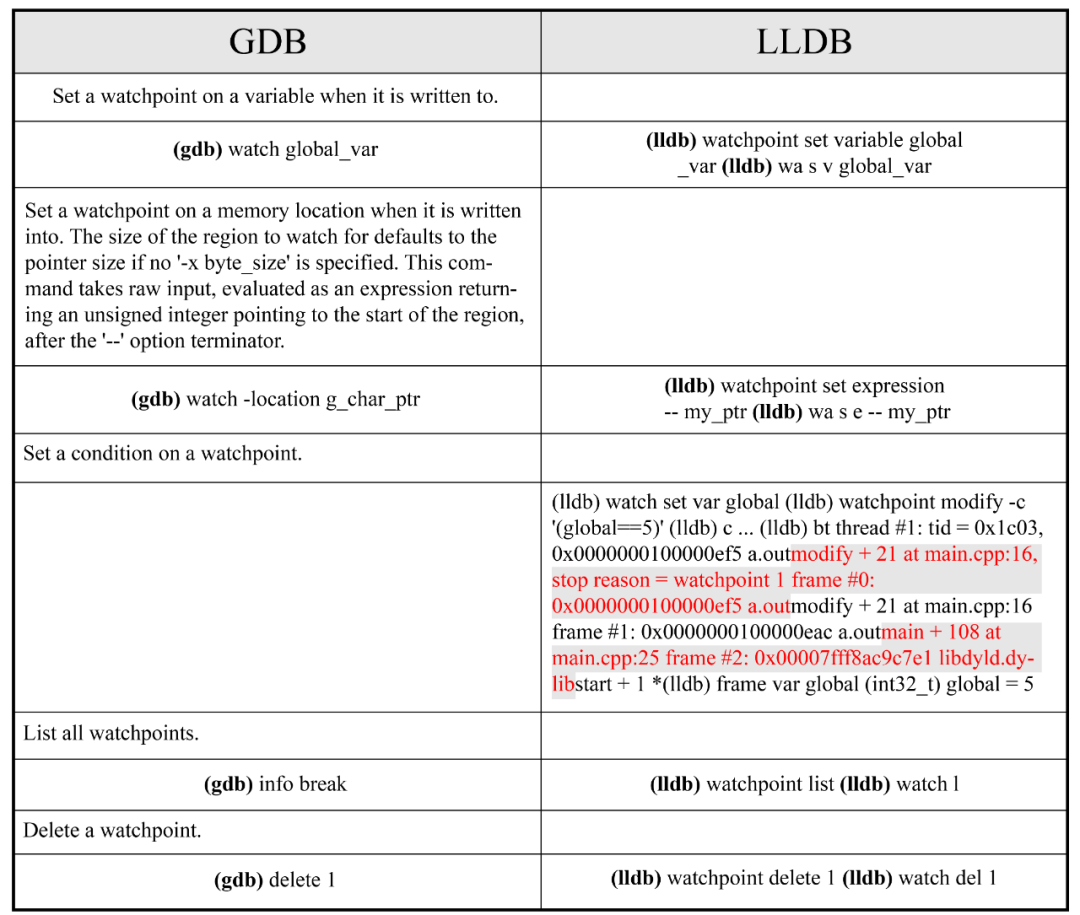 GDB
LLDB
Set a watchpoint on a variable when it is written to.
(gdb) watch global_var
(lldb) watchpoint set variable global
_var (lldb) wa s v global_var
Set a watchpoint on a memory location when it is written
into. The size of the region to watch for defaults to the
pointer size if no '-x byte_size' is specified. This com-
mand takes raw input, evaluated as an expression return-
ing an unsigned integer pointing to the start of the region,
after the '--' option terminator.
(gdb) watch -location g_char_ptr
(lldb) watchpoint set expression
-- my_ptr (lldb) wa s e -- my_ptr
Set a condition on a watchpoint.
(lldb) watch set var global (lldb) watchpoint modify -c
'(global==5)' (lldb) c ... (lldb) bt thread #1: tid = 0x1c03,
0x0000000100000ef5 a.outmodify + 21 at main.cpp:16,
stop reason = watchpoint 1 frame #0:
0x0000000100000ef5 a.outmodify + 21 at main.cpp:16
frame #1: 0x0000000100000eac a.outmain + 108 at
main.cpp:25 frame #2: 0x00007fff8ac9c7e1 libdyld.dy-
libstart + 1 *(lldb) frame var global (int32_t) global = 5
List all watchpoints.
(gdb) info break
(lldb) watchpoint list (lldb) watch l
Delete a watchpoint.
(gdb) delete 1
(lldb) watchpoint delete 1 (lldb) watch del 1